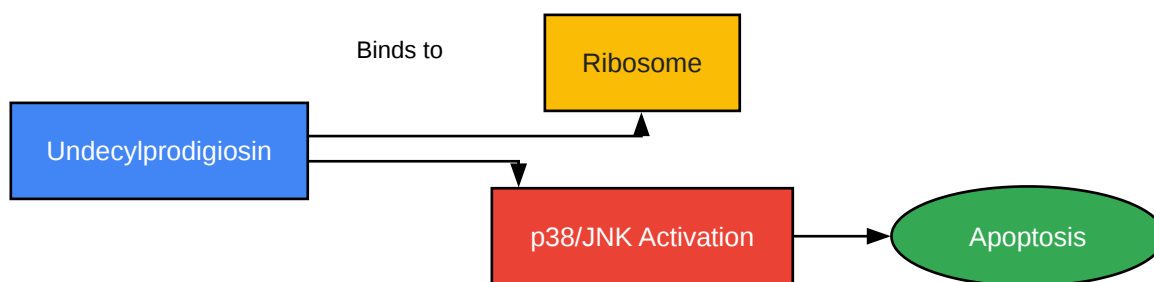 Binds to
Ribosome
Undecylprodigiosin
p38/JNK Activation
Apoptosis